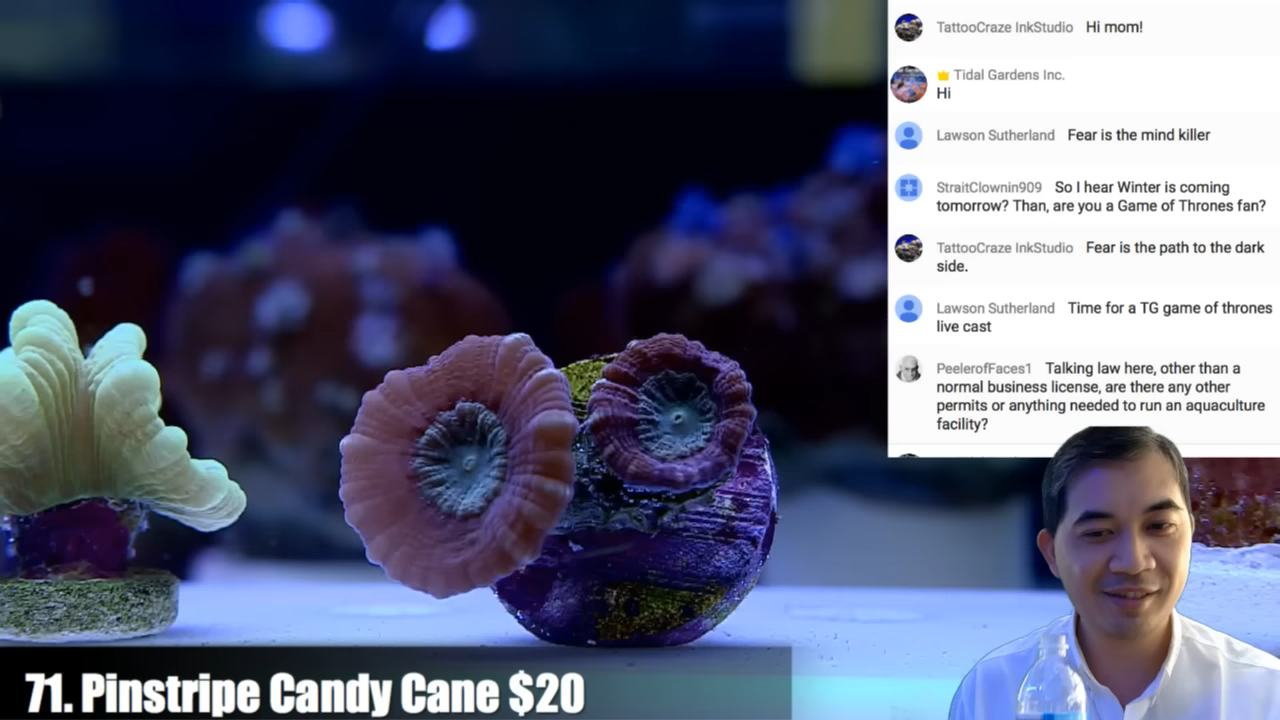 TattooCraze InkStudio Hi mom!
Tidal Gardens Inc.
Hi
Lawson Sutherland Fear is the mind killer
StraitClownin909 So I hear Winter is coming
tomorrow? Than, are you a Game of Thrones fan?
TattooCraze InkStudio Fear is the path to the dark
side.
Lawson Sutherland Time for a TG game of thrones
live cast
PeelerofFaces1 Talking law here, other than a
normal business license, are there any other
permits or anything needed to run an aquaculture
facility?
71. Pinstripe Candy Cane $20